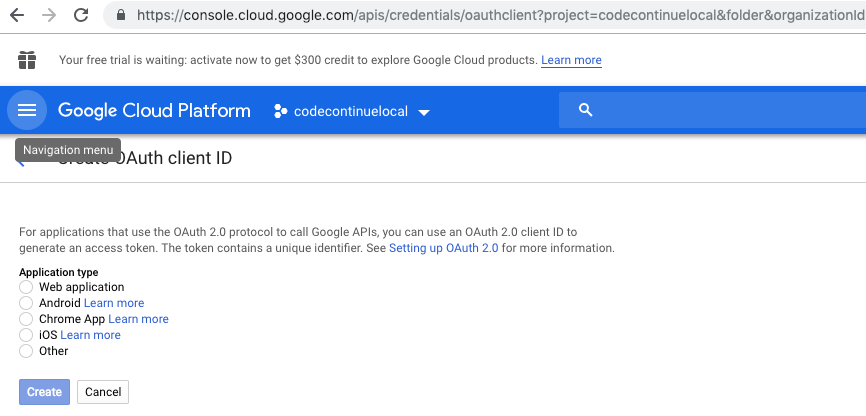 https://console.cloud.google.com/apis/credentials/oauthclient?project=codecontinuelocal&folder&organizationId
Your free trial is waiting: activate now to get $300 credit to explore Google Cloud products. Learn more
Google Cloud Platform codecontinuelocal
Navigation menu
Create OAuth client ID
For applications that use the OAuth 2.0 protocol to call Google APIs, you can use an OAuth 2.0 client ID to
generate an access token. The token contains a unique identifier. See Setting up OAuth 2.0 for more information.
Application type
Web application
Android Learn more
Chrome App Learn more
iOS Learn more
Other
Create Cancel